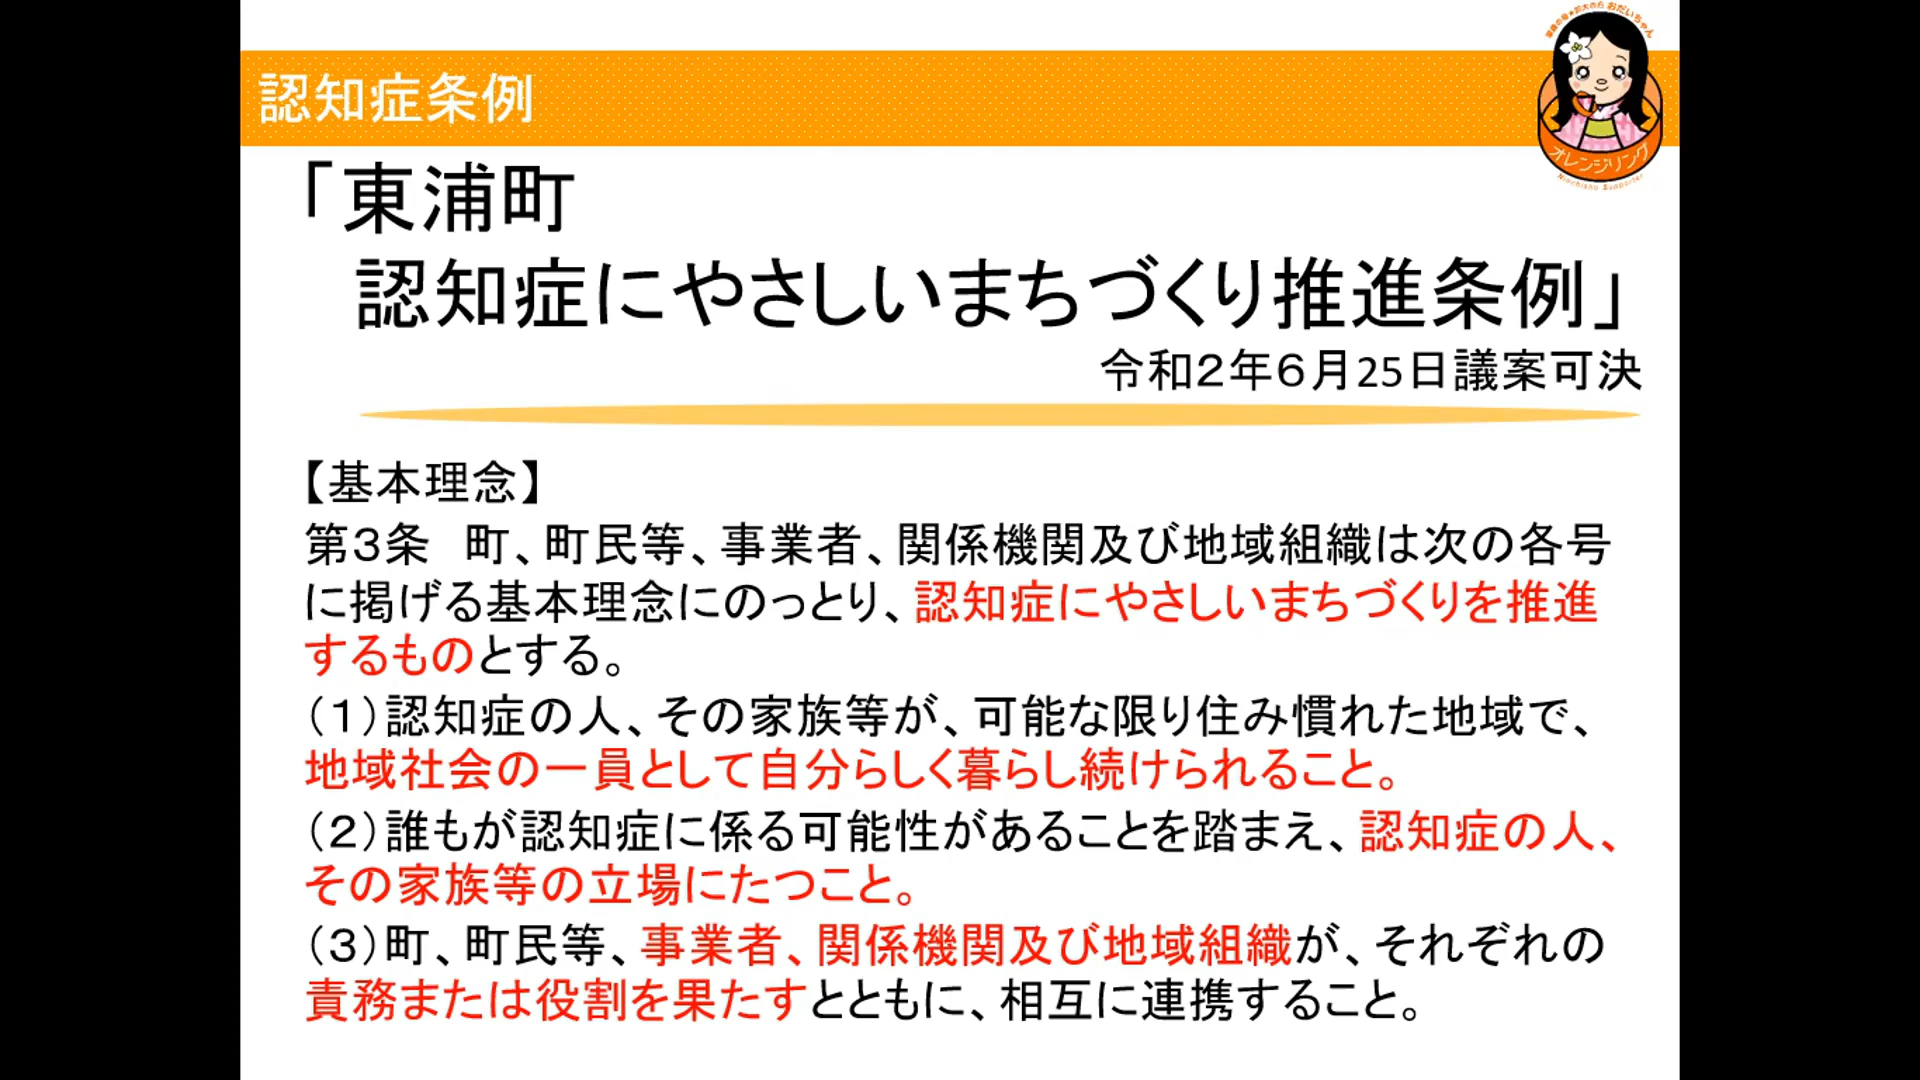 認知症条例
おだいちゃん
オレンジリング
Ninchisho Supporter
「東浦町
認知症にやさしいまちづくり推進条例」
令和２年６月25日議案可決
【基本理念】
第３条　町、町民等、事業者、関係機関及び地域組織は次の各号
に掲げる基本理念にのっとり、認知症にやさしいまちづくりを推進
するものとする。
（１）認知症の人、その家族等が、可能な限り住み慣れた地域で、
地域社会の一員として自分らしく暮らし続けられること。
（２）誰もが認知症に係る可能性があることを踏まえ、認知症の人、
その家族等の立場にたつこと。
（３）町、町民等、事業者、関係機関及び地域組織が、それぞれの
責務または役割を果たすとともに、相互に連携すること。